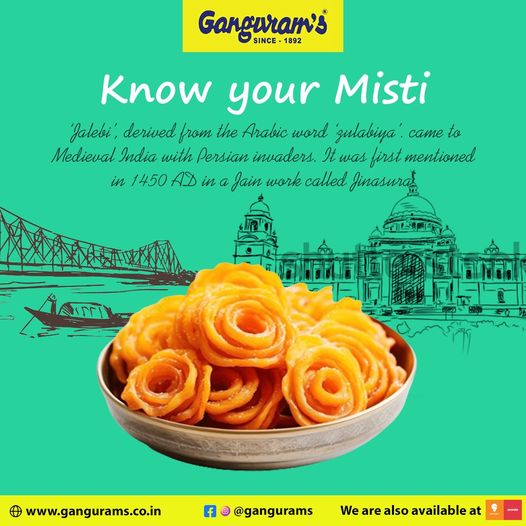 Ganguram's®
SINCE - 1892
Know your Misti
'Jalebi', derived from the Arabic word 'zulabiya'. came to
Medieval India with Persian invaders. It was first mentioned
in 1450 AD in a Jain work called Jinasura.
www.gangurams.co.in
@gangurams
We are also available at